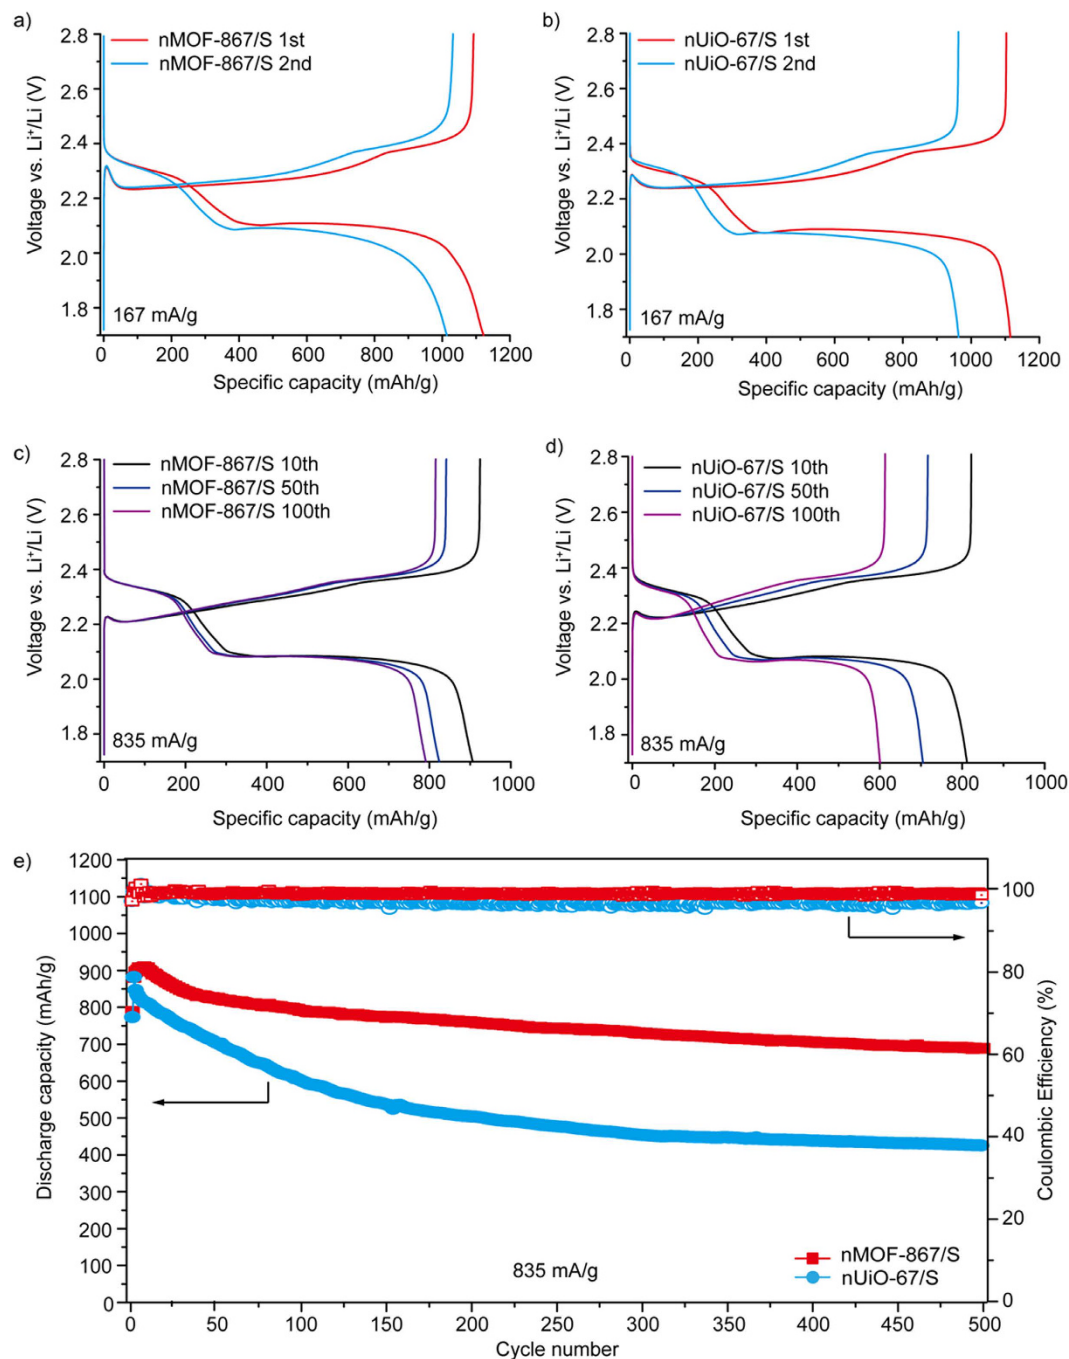 a)
nMOF-867/S 1st
nMOF-867/S 2nd
2.8
2.6
2.4
2.2
2.0
1.8
Voltage vs. Li⁺/Li (V)
167 mA/g
0 200 400 600 800 1000 1200
Specific capacity (mAh/g)
b)
nUiO-67/S 1st
nUiO-67/S 2nd
2.8
2.6
2.4
2.2
2.0
1.8
Voltage vs. Li⁺/Li (V)
167 mA/g
0 200 400 600 800 1000 1200
Specific capacity (mAh/g)
c)
nMOF-867/S 10th
nMOF-867/S 50th
nMOF-867/S 100th
2.8
2.6
2.4
2.2
2.0
1.8
Voltage vs. Li⁺/Li (V)
835 mA/g
0 200 400 600 800 1000
Specific capacity (mAh/g)
d)
nUiO-67/S 10th
nUiO-67/S 50th
nUiO-67/S 100th
2.8
2.6
2.4
2.2
2.0
1.8
Voltage vs. Li⁺/Li (V)
835 mA/g
0 200 400 600 800 1000
Specific capacity (mAh/g)
e)
1200
1100
1000
900
800
700
600
500
400
300
200
100
0
Discharge capacity (mAh/g)
100
80
60
40
20
0
Coulombic Efficiency (%)
835 mA/g
nMOF-867/S
nUiO-67/S
0 50 100 150 200 250 300 350 400 450 500
Cycle number